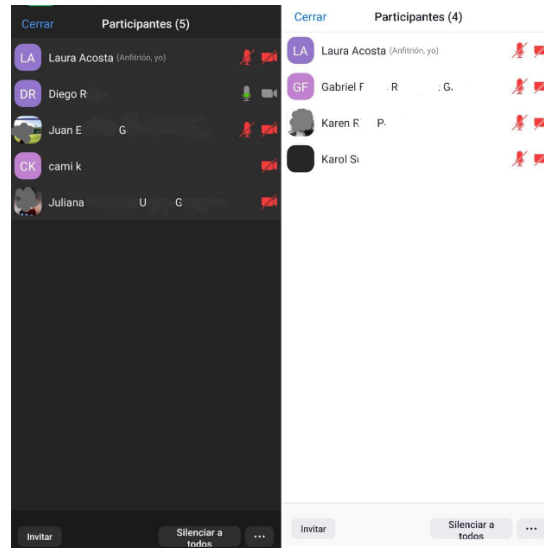 Cerrar Participantes (5)
LA Laura Acosta (Anfitrión, yo)
DR Diego R
Juan E G
CK cami k
Juliana U G
Invitar Silenciar a todos ...
Cerrar Participantes (4)
LA Laura Acosta (Anfitrión, yo)
GF Gabriel F R G.
Karen R P
Karol S
Invitar Silenciar a todos ...